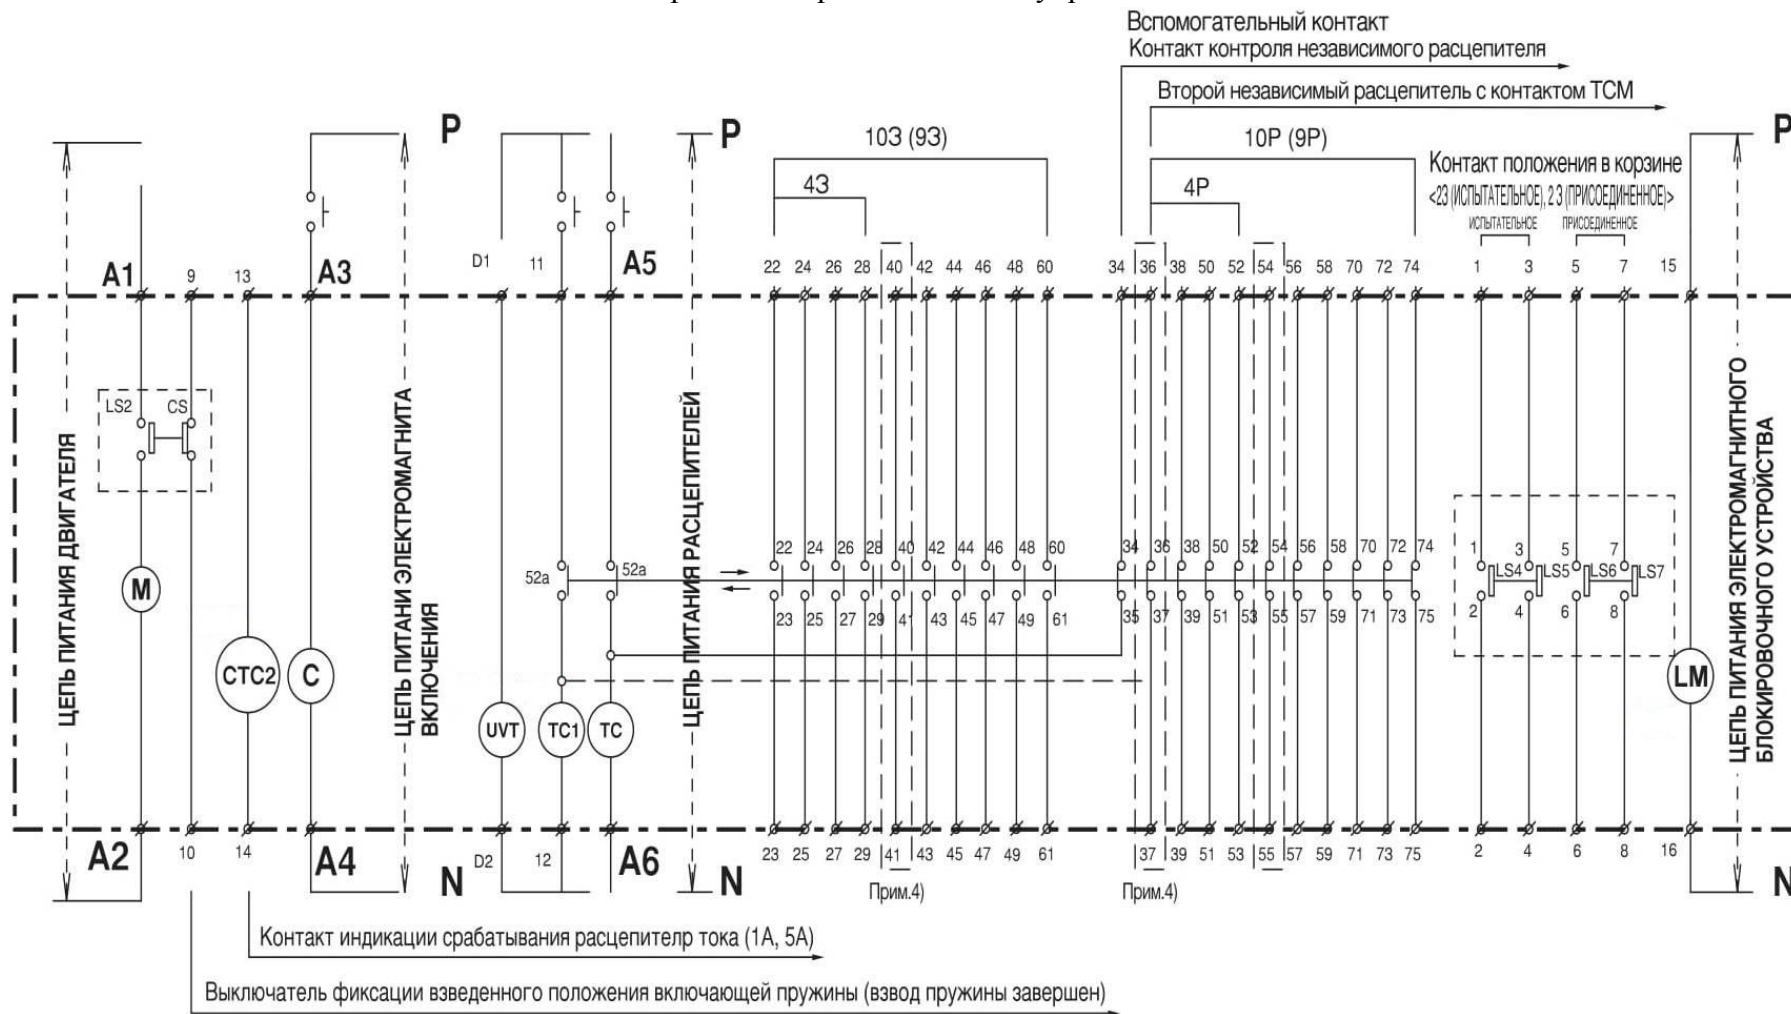 Вспомогательный контакт
Контакт контроля независимого расцепителя
Второй независимый расцепитель с контактом ТСМ
P P P
10З (9З) 10Р (9Р)
4З 4Р
Контакт положения в корзине
<2З (ИСПЫТАТЕЛЬНОЕ), 2 З (ПРИСОЕДИНЕННОЕ)>
ИСПЫТАТЕЛЬНОЕ ПРИСОЕДИНЕННОЕ
A1 9 13 A3 D1 11 A5 22 24 26 28 40 42 44 46 48 60 34 36 38 50 52 54 56 58 70 72 74 1 3 5 7 15
ЦЕПЬ ПИТАНИЯ ДВИГАТЕЛЯ
LS2 CS
M
CTC2 C
ЦЕПЬ ПИТАНИ ЭЛЕКТРОМАГНИТА
ВКЛЮЧЕНИЯ
52a 52a
UVT TC1 TC
ЦЕПЬ ПИТАНИЯ РАСЦЕПИТЕЛЕЙ
22 24 26 28 40 42 44 46 48 60 34 36 38 50 52 54 56 58 70 72 74 1 3 5 7
LS4 LS5 LS6 LS7
23 25 27 29 41 43 45 47 49 61 35 37 39 51 53 55 57 59 71 73 75 2 4 6 8
LM
ЦЕПЬ ПИТАНИЯ ЭЛЕКТРОМАГНИТНОГО
БЛОКИРОВОЧНОГО УСТРОЙСТВА
A2 10 14 A4 N D2 12 A6 N 23 25 27 29 41 43 45 47 49 61 37 39 51 53 55 57 59 71 73 75 2 4 6 8 16 N
Прим.4) Прим.4)
Контакт индикации срабатывания расцепителр тока (1А, 5А)
Выключатель фиксации взведенного положения включающей пружины (взвод пружины завершен)